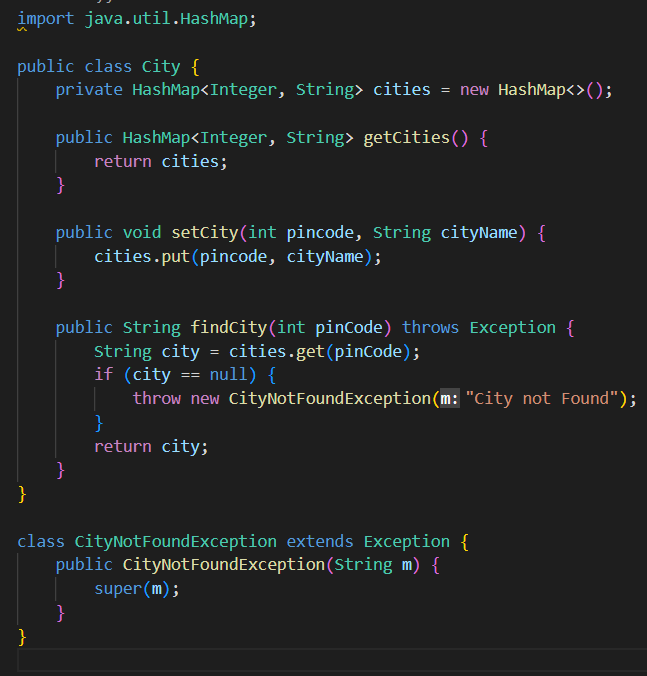 import java.util.HashMap;
public class City {
    private HashMap<Integer, String> cities = new HashMap<>();
    public HashMap<Integer, String> getCities() {
        return cities;
    }
    public void setCity(int pincode, String cityName) {
        cities.put(pincode, cityName);
    }
    public String findCity(int pinCode) throws Exception {
        String city = cities.get(pinCode);
        if (city == null) {
            throw new CityNotFoundException(m: "City not Found");
        }
        return city;
    }
}
class CityNotFoundException extends Exception {
    public CityNotFoundException(String m) {
        super(m);
    }
}